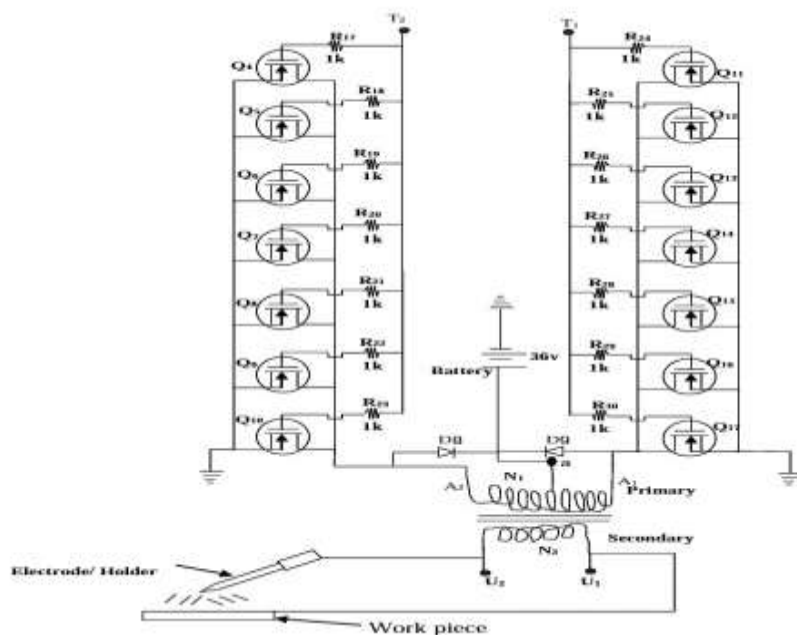 T₂
T₁
R₁₇
1k
Q₄
R₂₄
1k
Q₁₁
Q₅
R₁₈
1k
R₂₅
1k
Q₁₂
Q₆
R₁₉
1k
R₂₆
1k
Q₁₃
Q₇
R₂₀
1k
R₂₇
1k
Q₁₄
Q₈
R₂₁
1k
R₂₈
1k
Q₁₅
Battery
36v
Q₉
R₂₂
1k
R₂₉
1k
Q₁₆
Q₁₀
R₂₃
1k
R₃₀
1k
Q₁₇
D8
D9
a
A₂
N₁
A₁
Primary
Secondary
N₂
U₂
U₁
Electrode/ Holder
Work piece